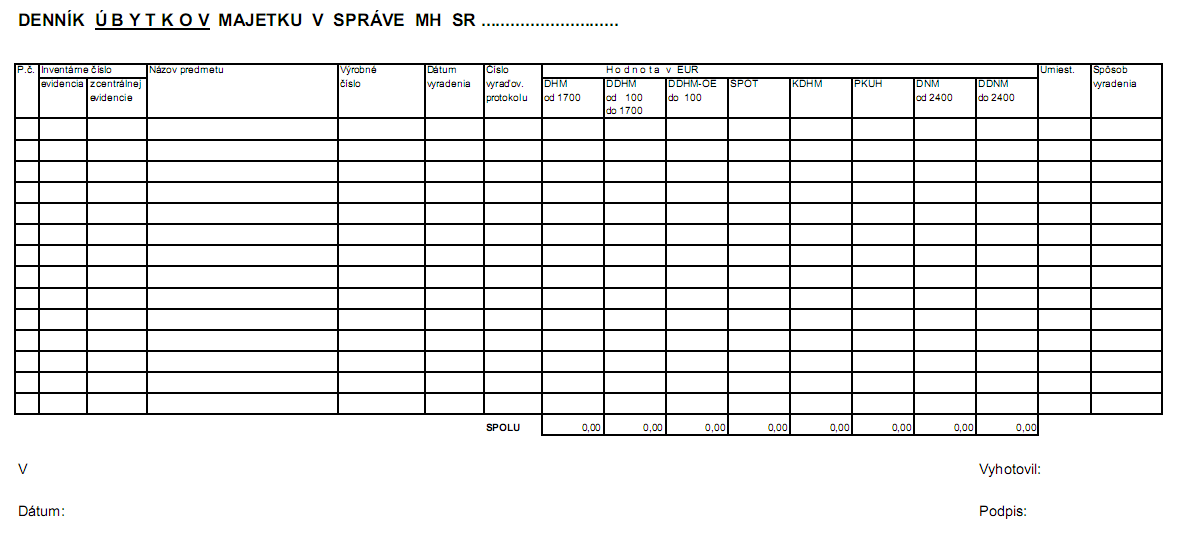 DENNÍK Ú B Y T K O V MAJETKU V SPRÁVE MH SR ................................
P.č. Inventárne číslo Názov predmetu Výrobné Dátum Číslo H o d n o t a v EUR Umiest. Spôsob
evidencia zcentrálnej číslo vyradenia vyraďov. DHM DDHM DDHM-OE SPOT KDHM PKUH DNM DDNM vyradenia
evidencie protokolu od 1700 od 100 do 100 od 2400 do 2400
do 1700
SPOLU 0,00 0,00 0,00 0,00 0,00 0,00 0,00 0,00
V Vyhotovil:
Dátum: Podpis: